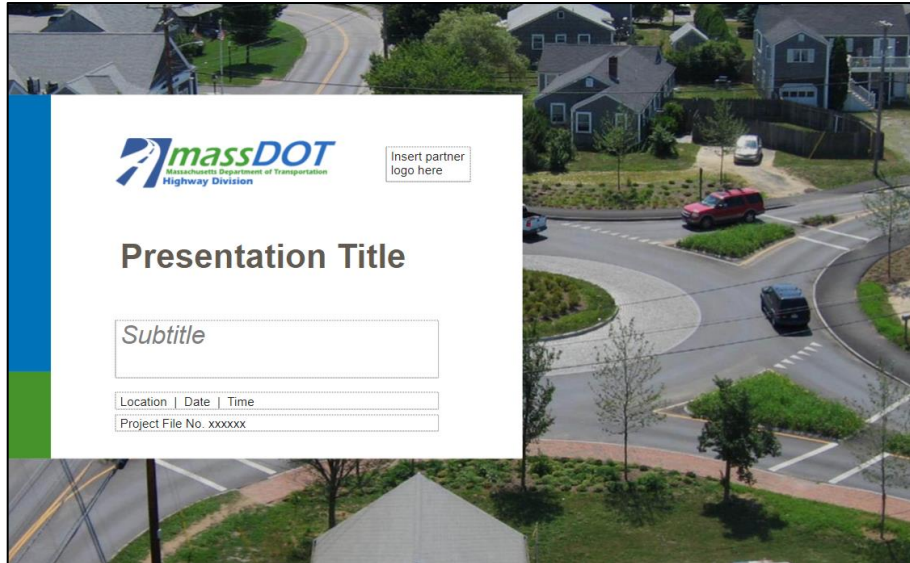 massDOT
Massachusetts Department of Transportation
Highway Division
Insert partner
logo here
Presentation Title
Subtitle
Location | Date | Time
Project File No. xxxxxx